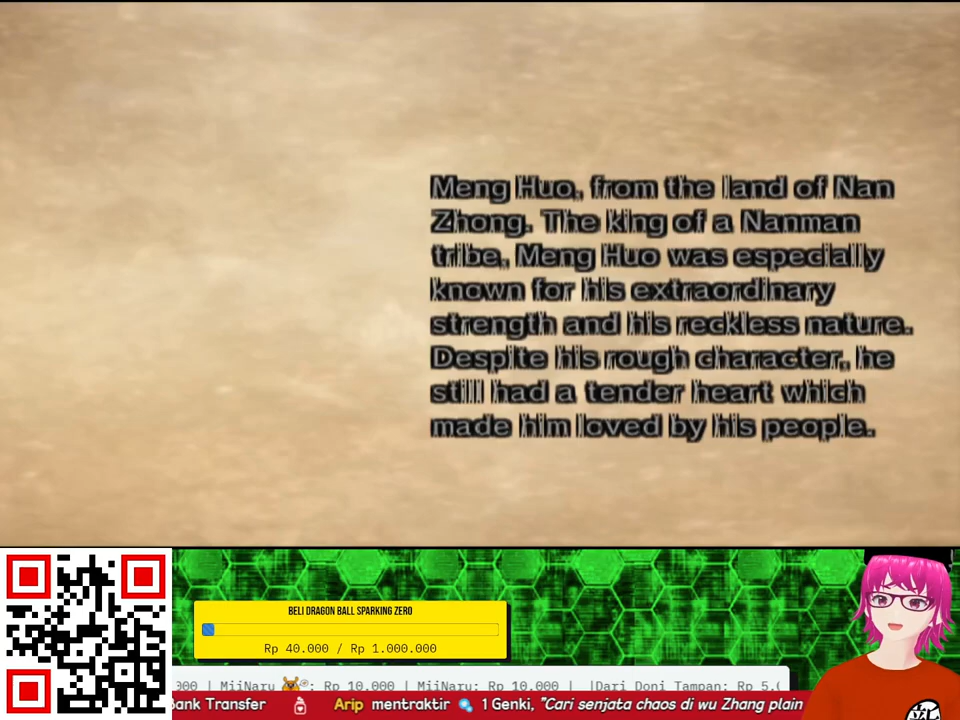 Meng Huo, from the land of Nan
Zhong. The king of a Nanman
tribe, Meng Huo was especially
known for his extraordinary
strength and his reckless nature.
Despite his rough character, he
still had a tender heart which
made him loved by his people.
BELI DRAGON BALL SPARKING ZERO
Rp 40.000 / Rp 1.000.000
000 | MiiNaru : Rp 10.000 | MiiNaru: Rp 10.000 | |Dari Doni Tampan: Rp 5.0
Bank Transfer Arip mentraktir 1 Genki, "Cari senjata chaos di wu Zhang plain